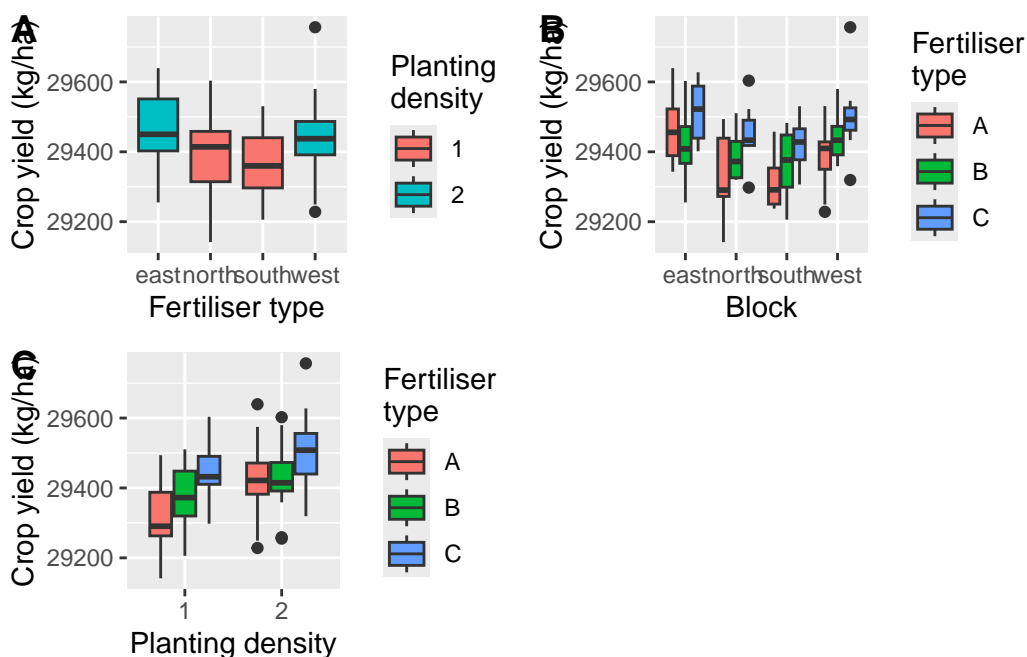 A
Crop yield (kg/ha)
29600
29400
29200
east north south west
Fertiliser type
Planting
density
1
2
B
Crop yield (kg/ha)
29600
29400
29200
east north south west
Block
Fertiliser
type
A
B
C
C
Crop yield (kg/ha)
29600
29400
29200
1 2
Planting density
Fertiliser
type
A
B
C